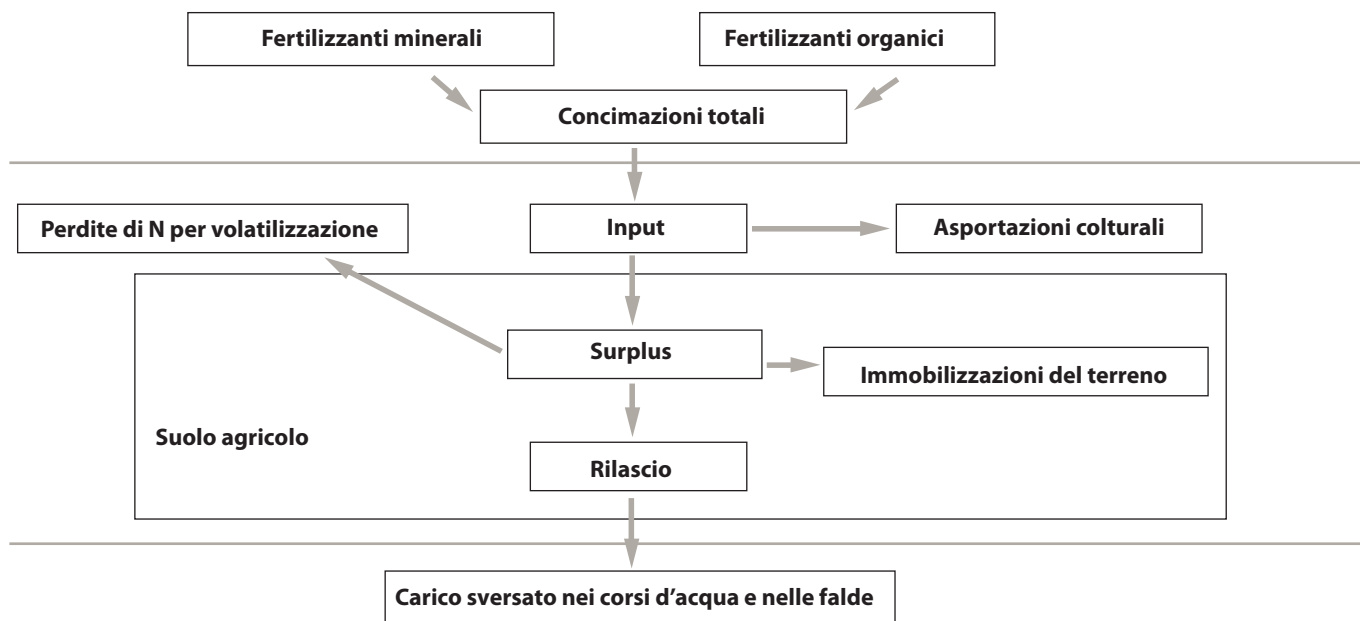 Fertilizzanti minerali
Fertilizzanti organici
Concimazioni totali
Perdite di N per volatilizzazione
Input
Asportazioni colturali
Surplus
Immobilizzazioni del terreno
Suolo agricolo
Rilascio
Carico sversato nei corsi d'acqua e nelle falde